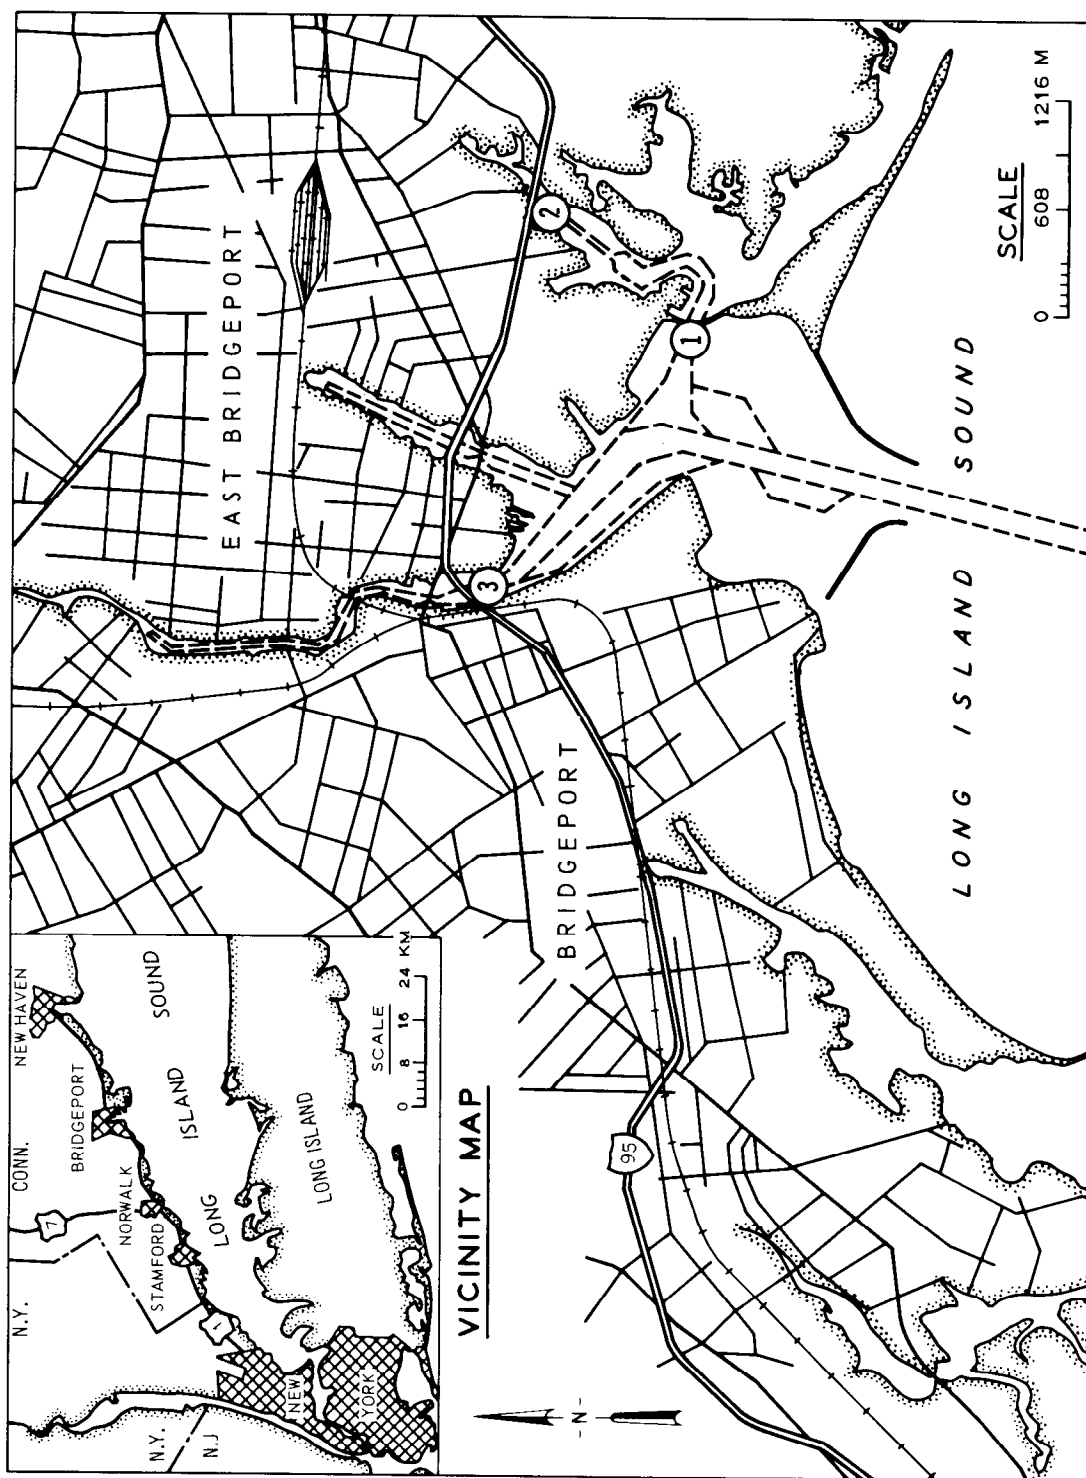 N.Y.
CONN.
NEW HAVEN
7
BRIDGEPORT
NORWALK
STAMFORD
1
N.Y.
N.J
NEW
YORK
LONG ISLAND SOUND
LONG ISLAND
SCALE
0 8 16 24 KM
VICINITY MAP
-N-
95
EAST BRIDGEPORT
BRIDGEPORT
3
2
1
LONG ISLAND SOUND
SCALE
0 608 1216 M